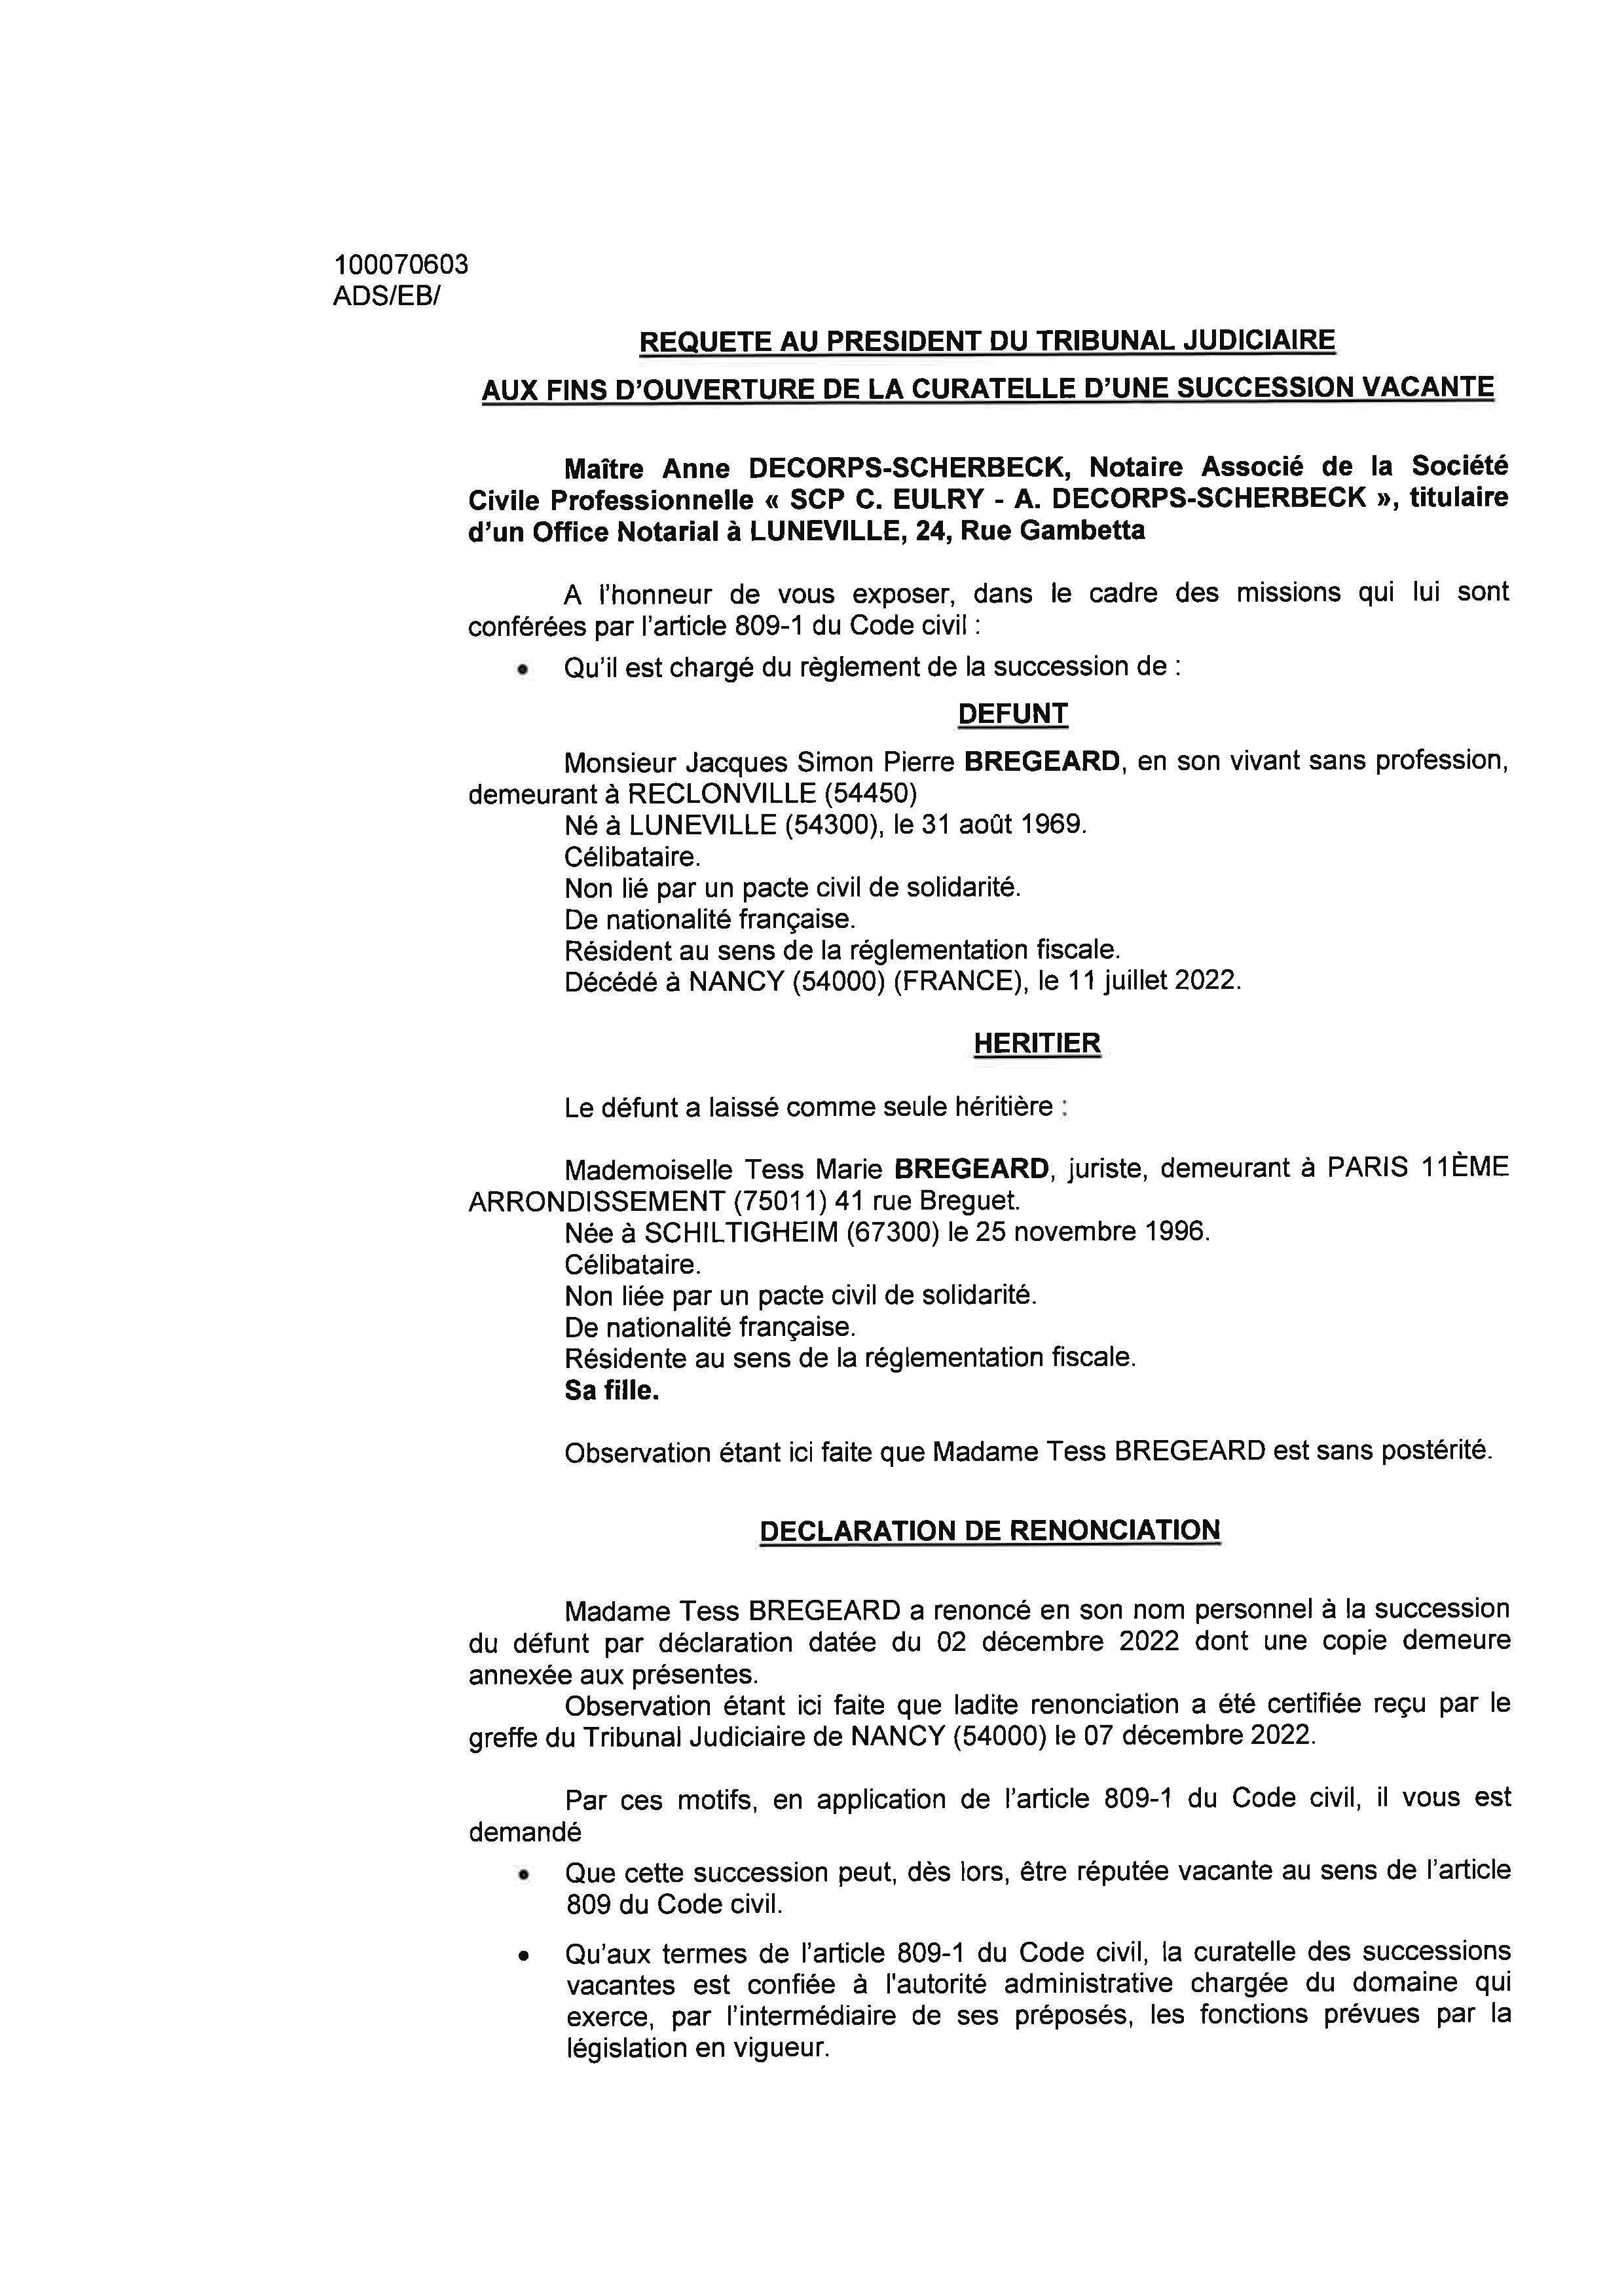 100070603
ADS/EB/
REQUETE AU PRESIDENT DU TRIBUNAL JUDICIAIRE
AUX FINS D'OUVERTURE DE LA CURATELLE D'UNE SUCCESSION VACANTE
Maître Anne DECORPS-SCHERBECK, Notaire Associé de la Société
Civile Professionnelle « SCP C. EULRY - A. DECORPS-SCHERBECK », titulaire
d'un Office Notarial à LUNEVILLE, 24, Rue Gambetta
A l'honneur de vous exposer, dans le cadre des missions qui lui sont
conférées par l'article 809-1 du Code civil :
• Qu'il est chargé du règlement de la succession de :
DEFUNT
Monsieur Jacques Simon Pierre BREGEARD, en son vivant sans profession,
demeurant à RECLONVILLE (54450)
Né à LUNEVILLE (54300), le 31 août 1969.
Célibataire.
Non lié par un pacte civil de solidarité.
De nationalité française.
Résident au sens de la réglementation fiscale.
Décédé à NANCY (54000) (FRANCE), le 11 juillet 2022.
HERITIER
Le défunt a laissé comme seule héritière :
Mademoiselle Tess Marie BREGEARD, juriste, demeurant à PARIS 11ÈME
ARRONDISSEMENT (75011) 41 rue Breguet.
Née à SCHILTIGHEIM (67300) le 25 novembre 1996.
Célibataire.
Non liée par un pacte civil de solidarité.
De nationalité française.
Résidente au sens de la réglementation fiscale.
Sa fille.
Observation étant ici faite que Madame Tess BREGEARD est sans postérité.
DECLARATION DE RENONCIATION
Madame Tess BREGEARD a renoncé en son nom personnel à la succession
du défunt par déclaration datée du 02 décembre 2022 dont une copie demeure
annexée aux présentes.
Observation étant ici faite que ladite renonciation a été certifiée reçu par le
greffe du Tribunal Judiciaire de NANCY (54000) le 07 décembre 2022.
Par ces motifs, en application de l'article 809-1 du Code civil, il vous est
demandé
• Que cette succession peut, dès lors, être réputée vacante au sens de l'article
809 du Code civil.
• Qu'aux termes de l'article 809-1 du Code civil, la curatelle des successions
vacantes est confiée à l'autorité administrative chargée du domaine qui
exerce, par l'intermédiaire de ses préposés, les fonctions prévues par la
législation en vigueur.